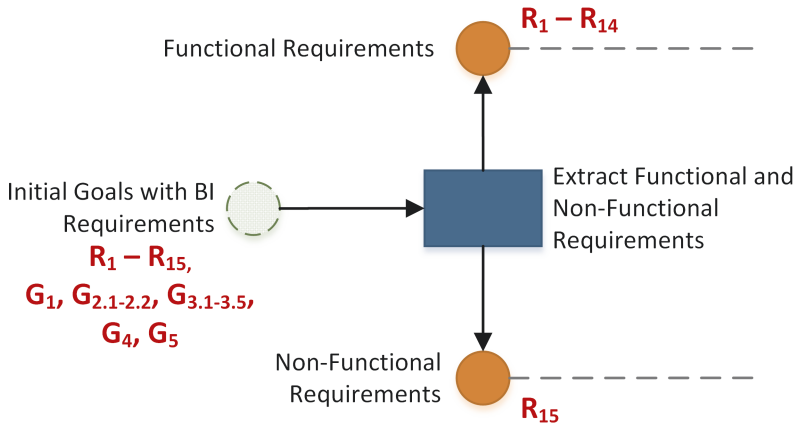 R₁ – R₁₄
Functional Requirements
Initial Goals with BI
Requirements
R₁ – R₁₅,
G₁, G₂.₁₋₂.₂, G₃.₁₋₃.₅,
G₄, G₅
Extract Functional and
Non-Functional
Requirements
Non-Functional
Requirements
R₁₅